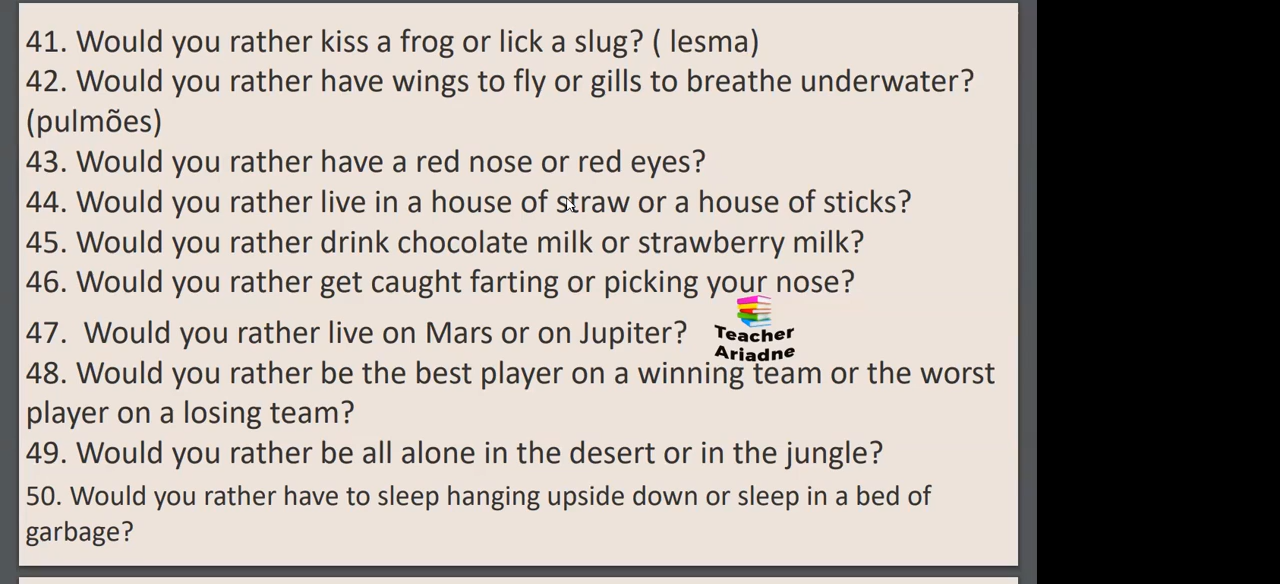 41. Would you rather kiss a frog or lick a slug? ( lesma)
42. Would you rather have wings to fly or gills to breathe underwater?
(pulmões)
43. Would you rather have a red nose or red eyes?
44. Would you rather live in a house of straw or a house of sticks?
45. Would you rather drink chocolate milk or strawberry milk?
46. Would you rather get caught farting or picking your nose?
47.  Would you rather live on Mars or on Jupiter?
Teacher
Ariadne
48. Would you rather be the best player on a winning team or the worst
player on a losing team?
49. Would you rather be all alone in the desert or in the jungle?
50. Would you rather have to sleep hanging upside down or sleep in a bed of
garbage?